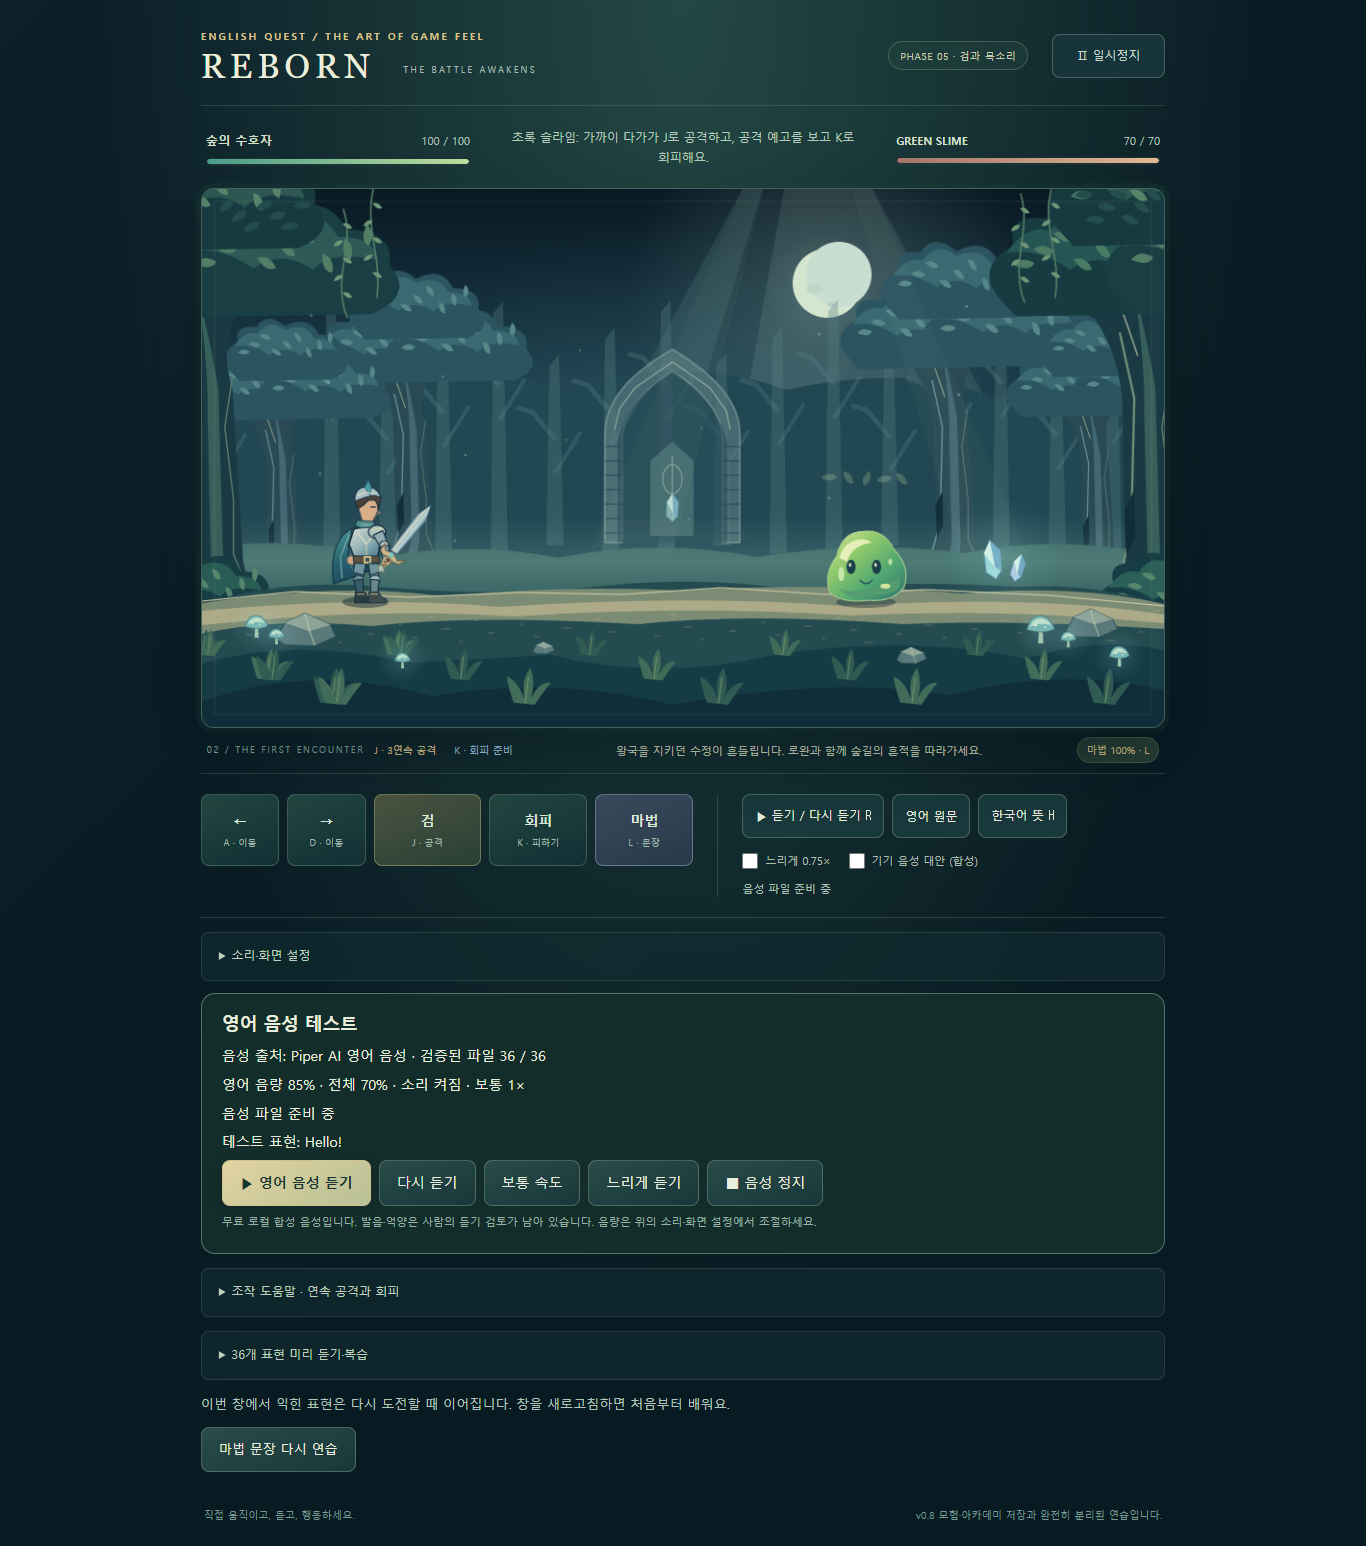 ENGLISH QUEST / THE ART OF GAME FEEL
REBORN THE BATTLE AWAKENS
PHASE 05 · 검과 목소리
Ⅱ 일시정지
숲의 수호자 100 / 100
초록 슬라임: 가까이 다가가 J로 공격하고, 공격 예고를 보고 K로
회피해요.
GREEN SLIME 70 / 70
02 / THE FIRST ENCOUNTER J · 3연속 공격 K · 회피 준비
왕국을 지키던 수정이 흔들립니다. 로완과 함께 숲길의 흔적을 따라가세요.
마법 100% · L
←
A · 이동
→
D · 이동
검
J · 공격
회피
K · 피하기
마법
L · 문장
▶ 듣기 / 다시 듣기 R
영어 원문
한국어 뜻 H
느리게 0.75×
기기 음성 대안 (합성)
음성 파일 준비 중
▶ 소리·화면 설정
영어 음성 테스트
음성 출처: Piper AI 영어 음성 · 검증된 파일 36 / 36
영어 음량 85% · 전체 70% · 소리 켜짐 · 보통 1×
음성 파일 준비 중
테스트 표현: Hello!
▶ 영어 음성 듣기
다시 듣기
보통 속도
느리게 듣기
■ 음성 정지
무료 로컬 합성 음성입니다. 발음·억양은 사람의 듣기 검토가 남아 있습니다. 음량은 위의 소리·화면 설정에서 조절하세요.
▶ 조작 도움말 · 연속 공격과 회피
▶ 36개 표현 미리 듣기·복습
이번 창에서 익힌 표현은 다시 도전할 때 이어집니다. 창을 새로고침하면 처음부터 배워요.
마법 문장 다시 연습
직접 움직이고, 듣고, 행동하세요.
v0.8 모험·아카데미 저장과 완전히 분리된 연습입니다.